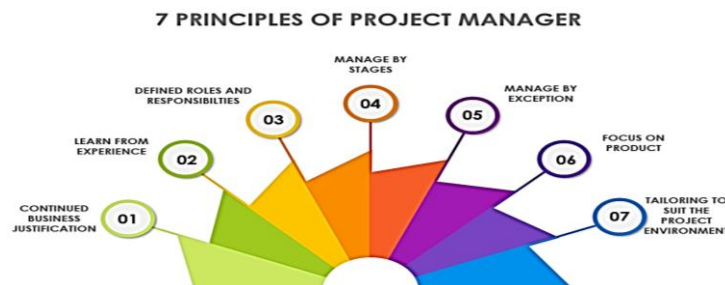 7 PRINCIPLES OF PROJECT MANAGER
CONTINUED
BUSINESS
JUSTIFICATION
01
LEARN FROM
EXPERIENCE
02
DEFINED ROLES AND
RESPONSIBILTIES
03
MANAGE BY
STAGES
04
MANAGE BY
EXCEPTION
05
FOCUS ON
PRODUCT
06
TAILORING TO
SUIT THE
PROJECT
ENVIRONMENT
07